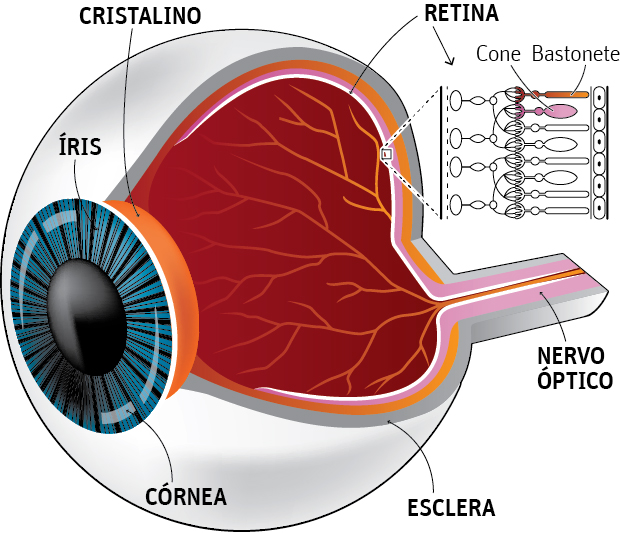 CRISTALINO
RETINA
Cone Bastonete
ÍRIS
NERVO
ÓPTICO
CÓRNEA
ESCLERA